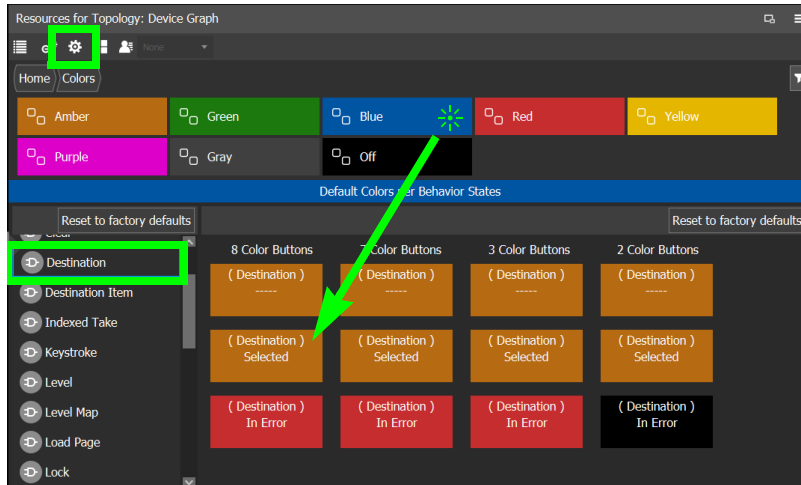 Resources for Topology: Device Graph
None
Home Colors
Amber Green Blue Red Yellow
Purple Gray Off
Default Colors per Behavior States
Reset to factory defaults Reset to factory defaults
Clear
Destination
Destination Item
Indexed Take
Keystroke
Level
Level Map
Load Page
Lock
8 Color Buttons 7 Color Buttons 3 Color Buttons 2 Color Buttons
( Destination ) ( Destination ) ( Destination ) ( Destination )
----- ----- ----- -----
( Destination ) ( Destination ) ( Destination ) ( Destination )
Selected Selected Selected Selected
( Destination ) ( Destination ) ( Destination ) ( Destination )
In Error In Error In Error In Error